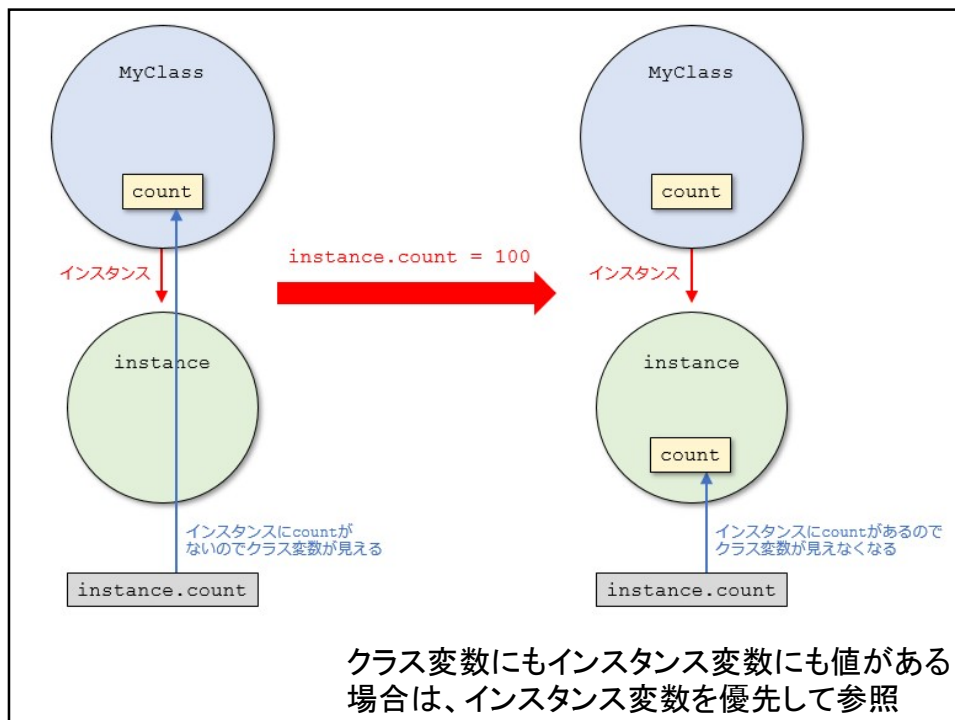 MyClass
count
インスタンス
instance
インスタンスにcountが
ないのでクラス変数が見える
instance.count
instance.count = 100
MyClass
count
インスタンス
instance
count
インスタンスにcountがあるので
クラス変数が見えなくなる
instance.count
クラス変数にもインスタンス変数にも値がある
場合は、インスタンス変数を優先して参照